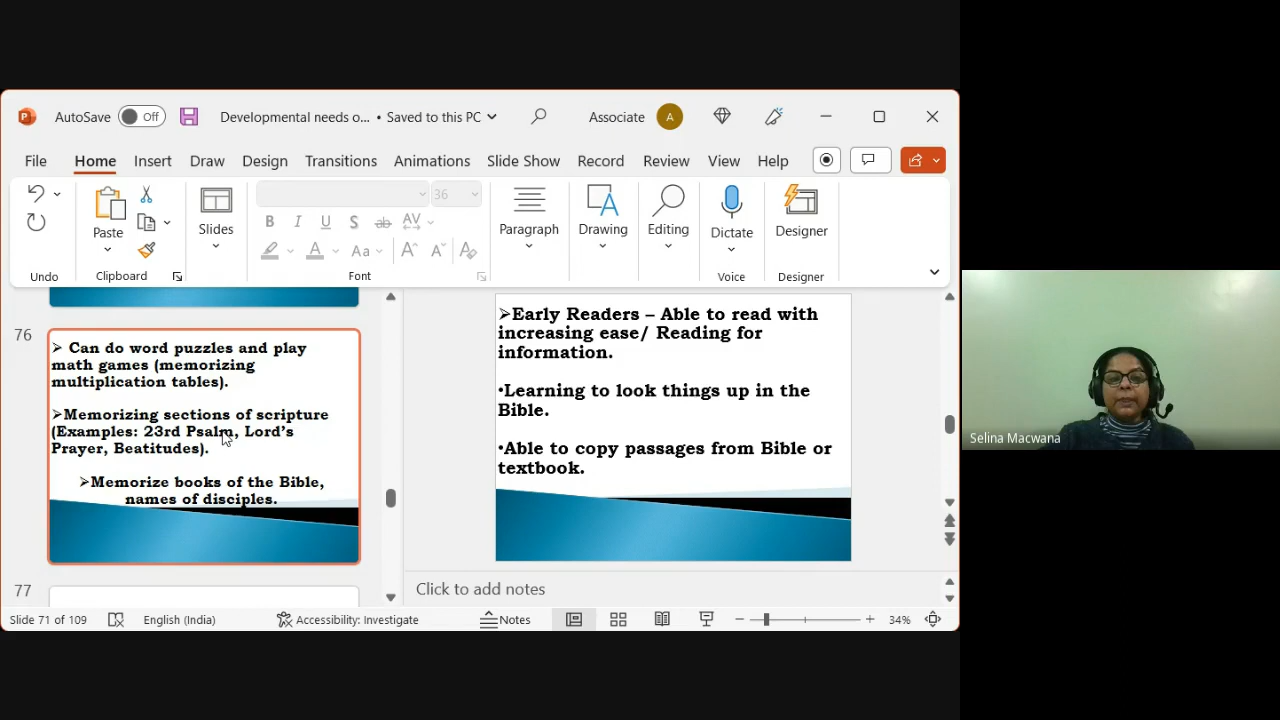 AutoSave Off Developmental needs o... • Saved to this PC Associate A
File Home Insert Draw Design Transitions Animations Slide Show Record Review View Help
36
Paste Slides B I U S ab AV Paragraph Drawing Editing Dictate Designer
A Aa A A A
Undo Clipboard Font Voice Designer
76
➢ Can do word puzzles and play
math games (memorizing
multiplication tables).
➢Memorizing sections of scripture
(Examples: 23rd Psalm, Lord's
Prayer, Beatitudes).
➢Memorize books of the Bible,
names of disciples.
77
➢Early Readers – Able to read with
increasing ease/ Reading for
information.
•Learning to look things up in the
Bible.
•Able to copy passages from Bible or
textbook.
Click to add notes
Slide 71 of 109 English (India) Accessibility: Investigate Notes 34%
Selina Macwana